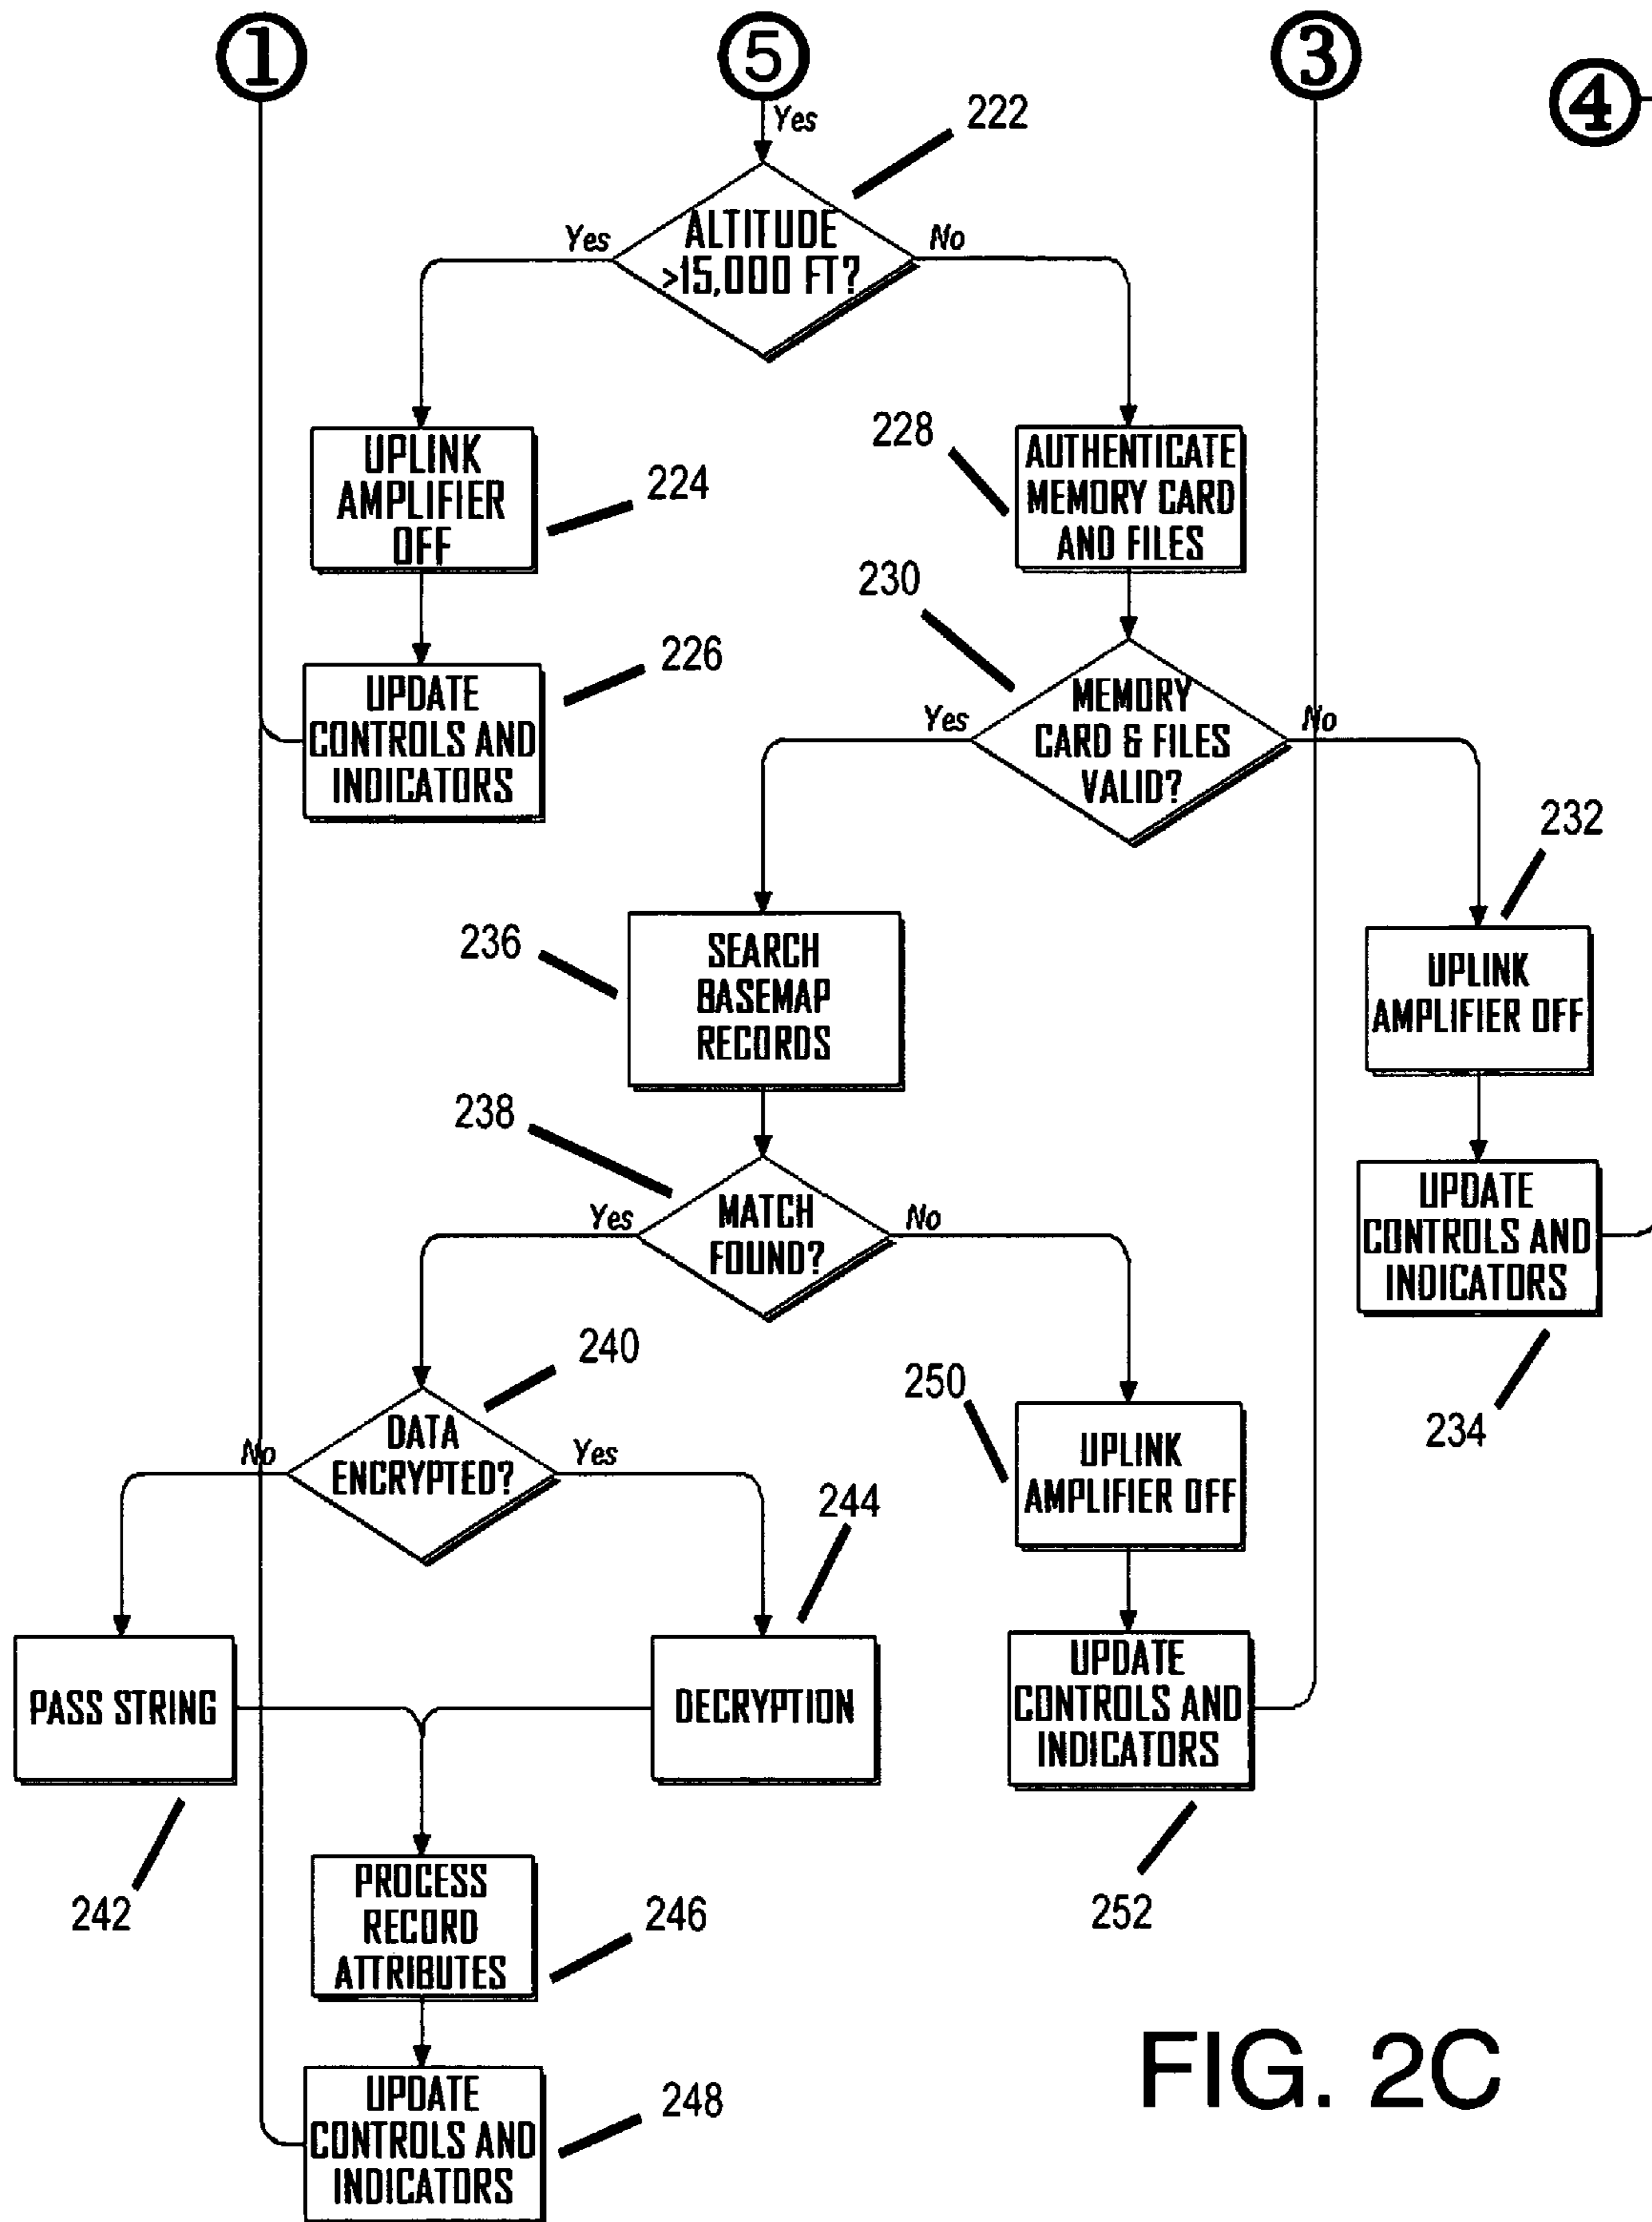 1
5
3
4
Yes
222
ALTITUDE
>15,000 FT?
Yes
No
UPLINK
AMPLIFIER
OFF
224
228
AUTHENTICATE
MEMORY CARD
AND FILES
230
226
UPDATE
CONTROLS AND
INDICATORS
MEMORY
CARD & FILES
VALID?
Yes
No
232
236
SEARCH
BASEMAP
RECORDS
UPLINK
AMPLIFIER OFF
238
MATCH
FOUND?
Yes
No
UPDATE
CONTROLS AND
INDICATORS
234
240
DATA
ENCRYPTED?
No
Yes
250
UPLINK
AMPLIFIER OFF
244
PASS STRING
242
DECRYPTION
UPDATE
CONTROLS AND
INDICATORS
252
PROCESS
RECORD
ATTRIBUTES
246
UPDATE
CONTROLS AND
INDICATORS
248
FIG. 2C